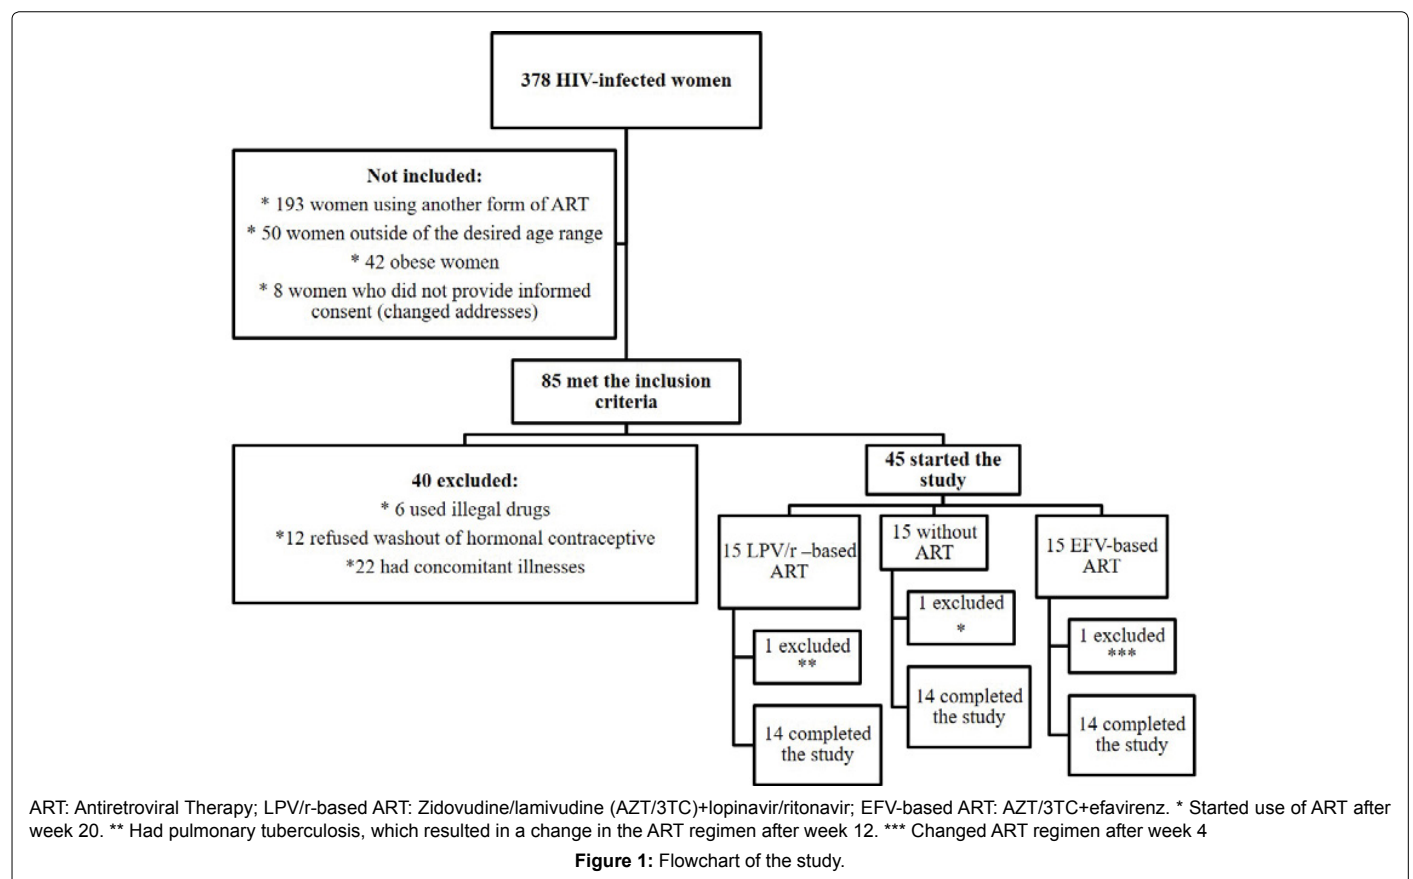 378 HIV-infected women
Not included:
* 193 women using another form of ART
* 50 women outside of the desired age range
* 42 obese women
* 8 women who did not provide informed
consent (changed addresses)
85 met the inclusion
criteria
40 excluded:
* 6 used illegal drugs
*12 refused washout of hormonal contraceptive
*22 had concomitant illnesses
45 started the
study
15 LPV/r –based
ART
1 excluded
**
14 completed
the study
15 without
ART
1 excluded
*
14 completed
the study
15 EFV-based
ART
1 excluded
***
14 completed
the study
ART: Antiretroviral Therapy; LPV/r-based ART: Zidovudine/lamivudine (AZT/3TC)+lopinavir/ritonavir; EFV-based ART: AZT/3TC+efavirenz. * Started use of ART after
week 20. ** Had pulmonary tuberculosis, which resulted in a change in the ART regimen after week 12. *** Changed ART regimen after week 4
Figure 1: Flowchart of the study.